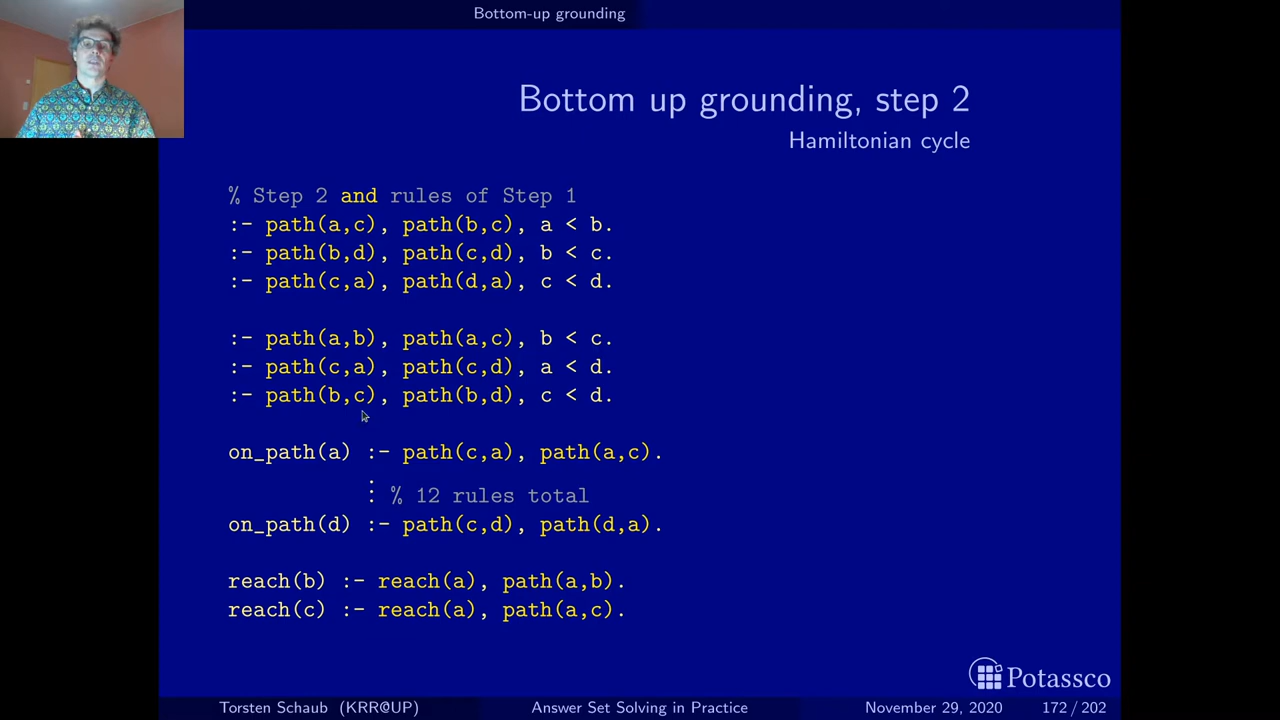 Bottom-up grounding
Bottom up grounding, step 2
Hamiltonian cycle
% Step 2 and rules of Step 1
:- path(a,c), path(b,c), a < b.
:- path(b,d), path(c,d), b < c.
:- path(c,a), path(d,a), c < d.
:- path(a,b), path(a,c), b < c.
:- path(c,a), path(c,d), a < d.
:- path(b,c), path(b,d), c < d.
on_path(a) :- path(c,a), path(a,c).
⋮ % 12 rules total
on_path(d) :- path(c,d), path(d,a).
reach(b) :- reach(a), path(a,b).
reach(c) :- reach(a), path(a,c).
Potassco
Torsten Schaub (KRR@UP) Answer Set Solving in Practice November 29, 2020 172 / 202